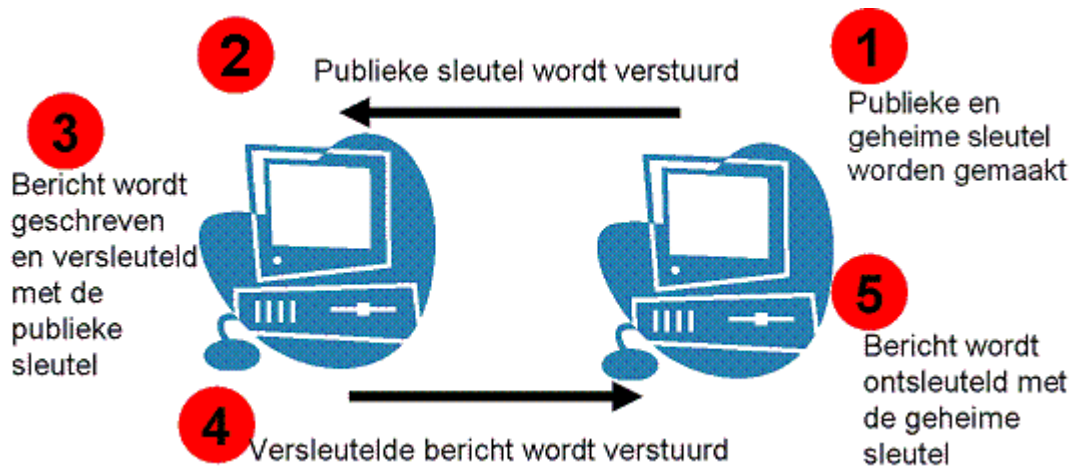 1
Publieke en
geheime sleutel
worden gemaakt
2
Publieke sleutel wordt verstuurd
3
Bericht wordt
geschreven
en versleuteld
met de
publieke
sleutel
4
Versleutelde bericht wordt verstuurd
5
Bericht wordt
ontsleuteld met
de geheime
sleutel